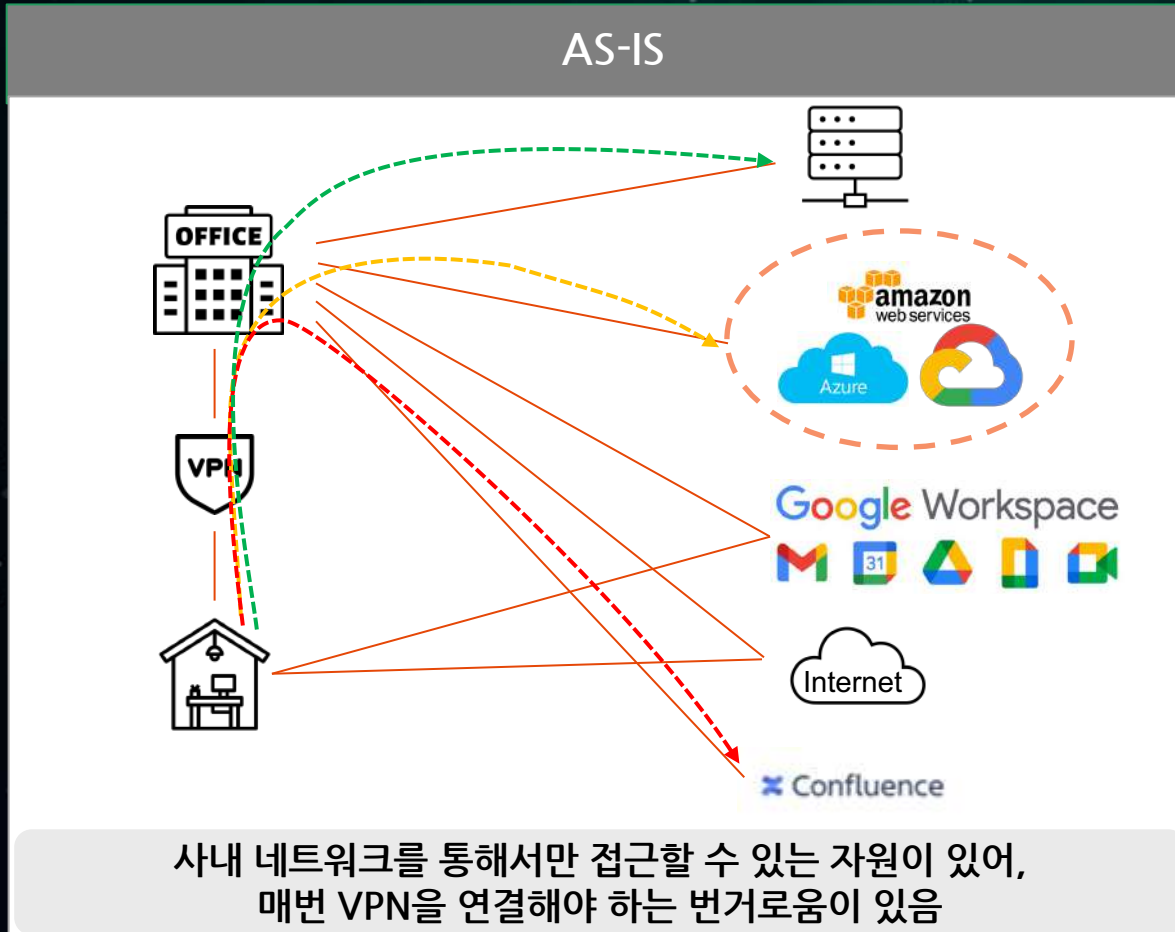 AS-IS
OFFICE
amazon
web services
Azure
VPN
Google Workspace
31
Internet
Confluence
사내 네트워크를 통해서만 접근할 수 있는 자원이 있어,
매번 VPN을 연결해야 하는 번거로움이 있음